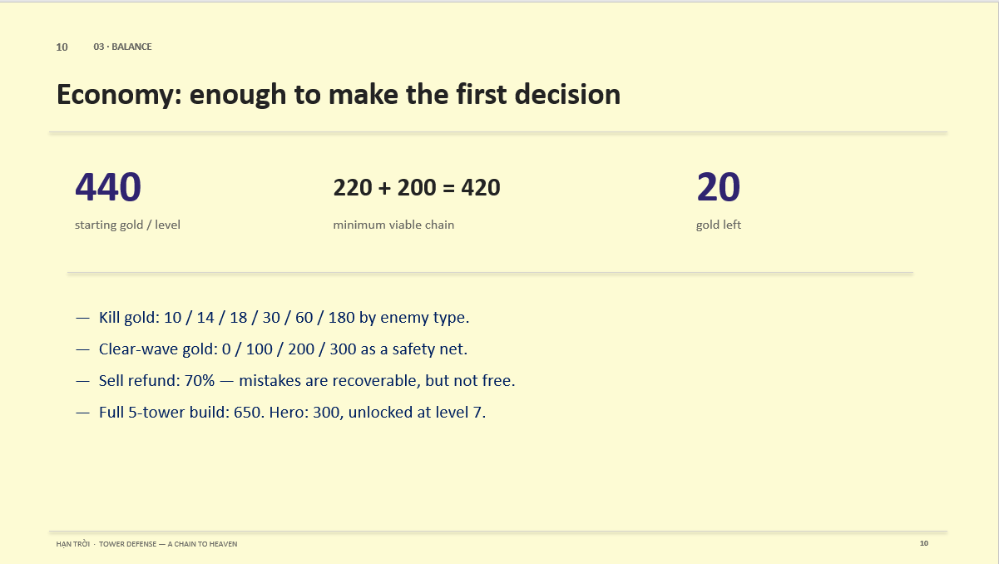 10 03 · BALANCE
Economy: enough to make the first decision
440 220 + 200 = 420 20
starting gold / level minimum viable chain gold left
— Kill gold: 10 / 14 / 18 / 30 / 60 / 180 by enemy type.
— Clear-wave gold: 0 / 100 / 200 / 300 as a safety net.
— Sell refund: 70% — mistakes are recoverable, but not free.
— Full 5-tower build: 650. Hero: 300, unlocked at level 7.
HẠN TRỜI · TOWER DEFENSE — A CHAIN TO HEAVEN 10